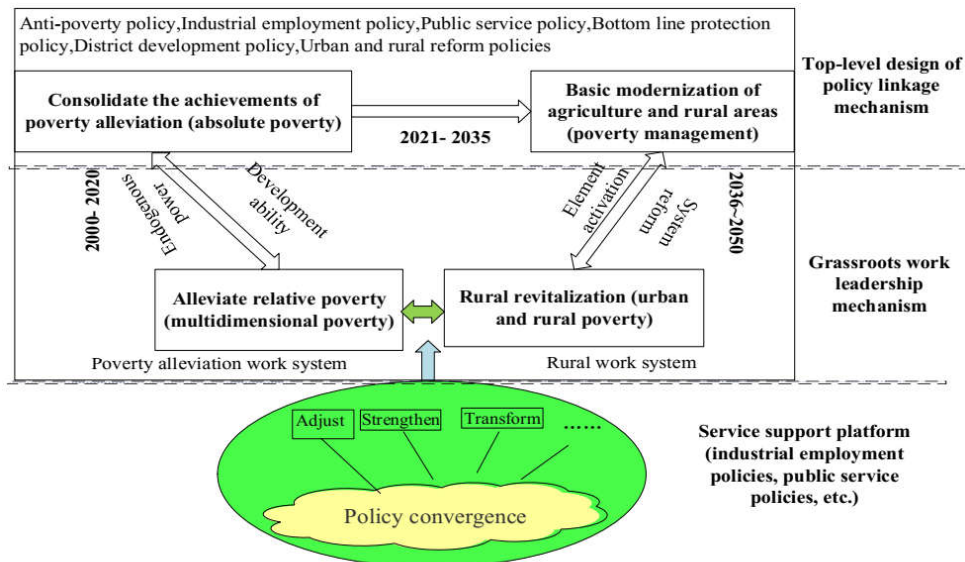 Anti-poverty policy,Industrial employment policy,Public service policy,Bottom line protection
policy,District development policy,Urban and rural reform policies
Top-level design of
policy linkage
mechanism
Consolidate the achievements of
poverty alleviation (absolute poverty)
2021- 2035
Basic modernization of
agriculture and rural areas
(poverty management)
2000- 2020
Endogenous
power
Development
ability
Element
activation
System
reform
2036~2050
Grassroots work
leadership
mechanism
Alleviate relative poverty
(multidimensional poverty)
Rural revitalization (urban
and rural poverty)
Poverty alleviation work system
Rural work system
Adjust
Strengthen
Transform
......
Policy convergence
Service support platform
(industrial employment
policies, public service
policies, etc.)